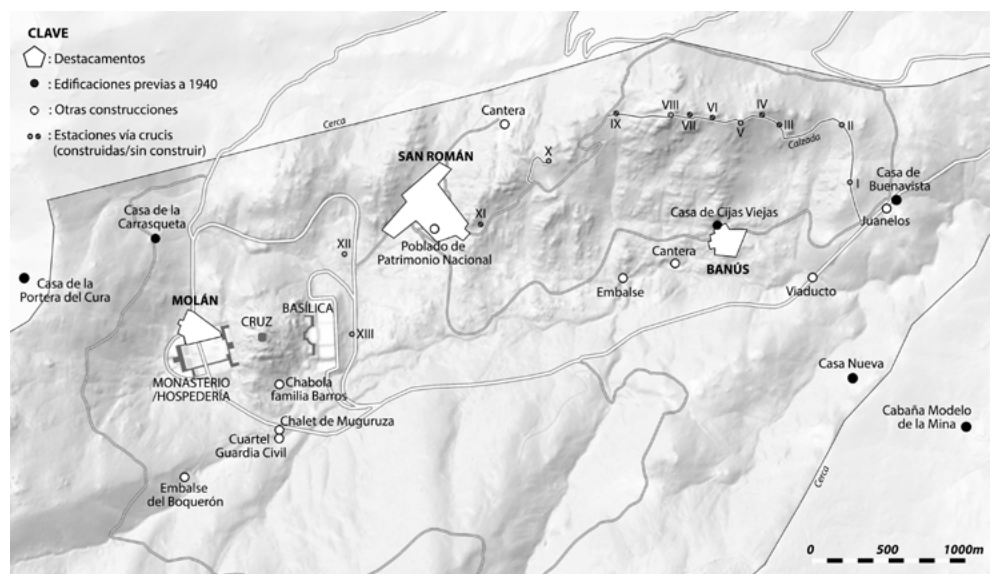 CLAVE
: Destacamentos
: Edificaciones previas a 1940
: Otras construcciones
: Estaciones vía crucis
(construidas/sin construir)
Cerca
Cantera
SAN ROMÁN
IX
VIII
VII
VI
V
IV
III
II
I
Calzada
X
XI
Casa de
Buenavista
Juanelos
Casa de la
Carrasqueta
XII
Poblado de
Patrimonio Nacional
Casa de Cijas Viejas
Cantera
BANÚS
Embalse
Viaducto
Casa de la
Portera del Cura
MOLÁN
CRUZ
BASÍLICA
XIII
MONASTERIO
/HOSPEDERÍA
Chabola
familia Barros
Chalet de Muguruza
Cuartel
Guardia Civil
Embalse
del Boquerón
Casa Nueva
Cabaña Modelo
de la Mina
Cerca
0 500 1000m